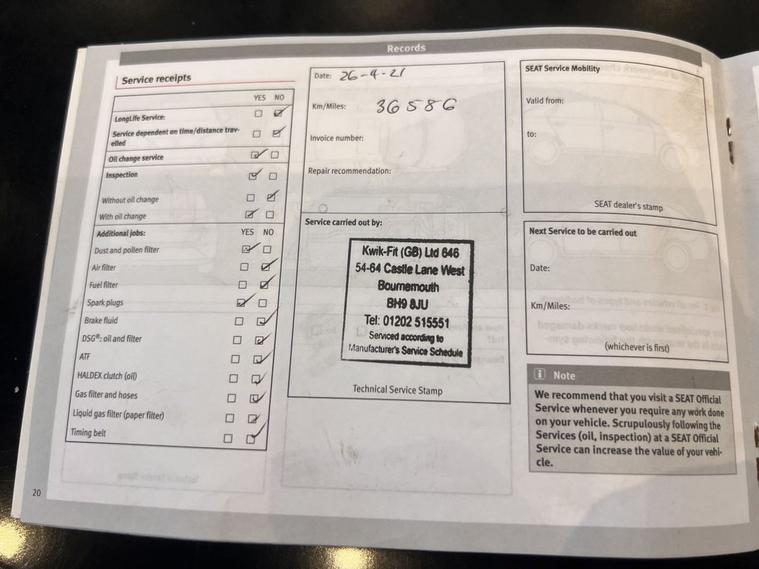 Records
Service receipts
YES NO
LongLife Service:
Service dependent on time/distance trav-
elled
Oil change service
Inspection
Without oil change
With oil change
Additional jobs: YES NO
Dust and pollen filter
Air filter
Fuel filter
Spark plugs
Brake fluid
DSG®: oil and filter
ATF
HALDEX clutch (oil)
Gas filter and hoses
Liquid gas filter (paper filter)
Timing belt
20
Date: 26-4-21
Km/Miles: 36586
Invoice number:
Repair recommendation:
Service carried out by:
Kwik-Fit (GB) Ltd 646
54-64 Castle Lane West
Bournemouth
BH9 8JU
Tel: 01202 515551
Serviced according to
Manufacturer's Service Schedule
Technical Service Stamp
SEAT Service Mobility
Valid from:
to:
SEAT dealer's stamp
Next Service to be carried out
Date:
Km/Miles:
(whichever is first)
i Note
We recommend that you visit a SEAT Official
Service whenever you require any work done
on your vehicle. Scrupulously following the
Services (oil, inspection) at a SEAT Official
Service can increase the value of your vehi-
cle.